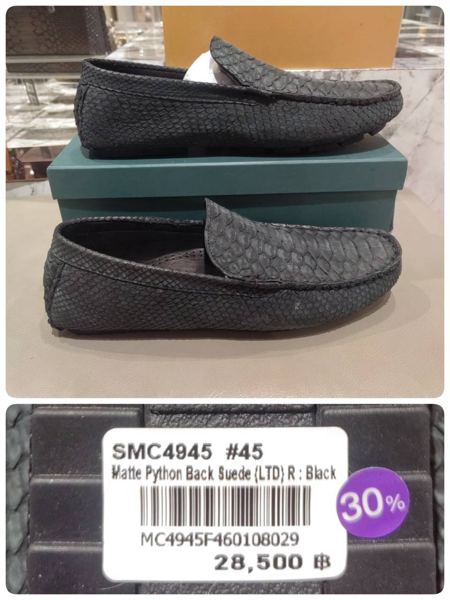 SMC4945 #45
Matte Python Back Suede {LTD} R : Black
MC4945F460108029
28,500 ฿
30%